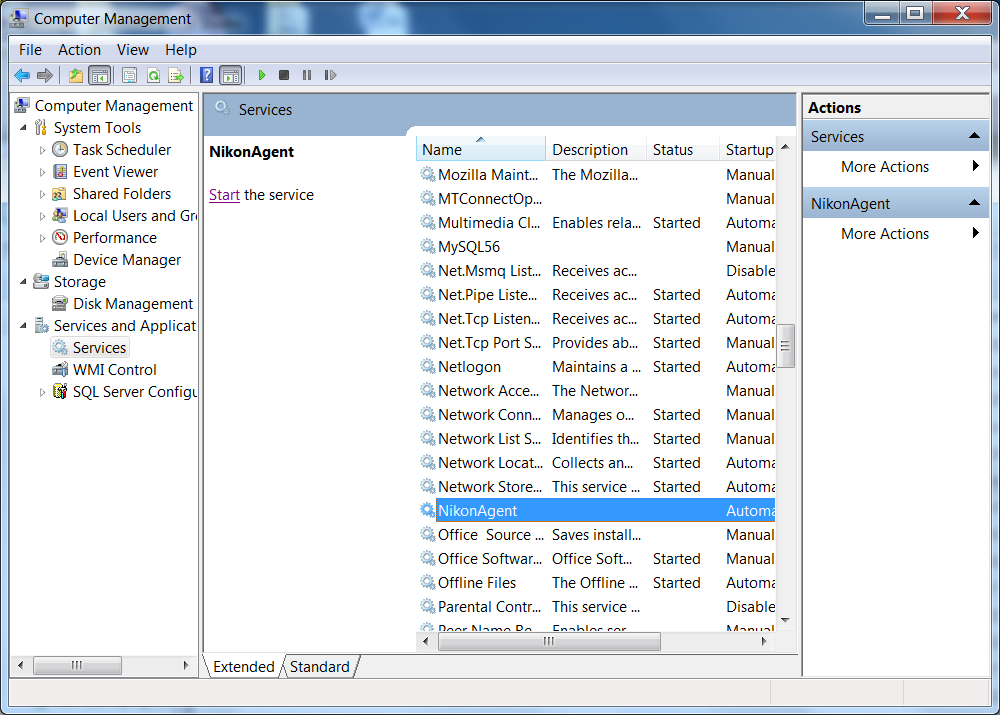 Computer Management
File Action View Help
Computer Management
System Tools
Task Scheduler
Event Viewer
Shared Folders
Local Users and Gr
Performance
Device Manager
Storage
Disk Management
Services and Applicat
Services
WMI Control
SQL Server Configu
Services
NikonAgent
Start the service
Name Description Status Startup
Mozilla Maint... The Mozilla... Manual
MTConnectOp... Manual
Multimedia Cl... Enables rela... Started Automa
MySQL56 Manual
Net.Msmq List... Receives ac... Disable
Net.Pipe Liste... Receives ac... Started Automa
Net.Tcp Listen... Receives ac... Started Automa
Net.Tcp Port S... Provides ab... Started Automa
Netlogon Maintains a ... Started Automa
Network Acce... The Networ... Manual
Network Conn... Manages o... Started Manual
Network List S... Identifies th... Started Manual
Network Locat... Collects an... Started Automa
Network Store... This service ... Started Automa
NikonAgent Automa
Office Source ... Saves install... Manual
Office Softwar... Office Soft... Started Manual
Offline Files The Offline ... Started Automa
Parental Contr... This service ... Disable
Peer Name Re... Enables ser... Manual
Extended Standard
Actions
Services
More Actions
NikonAgent
More Actions